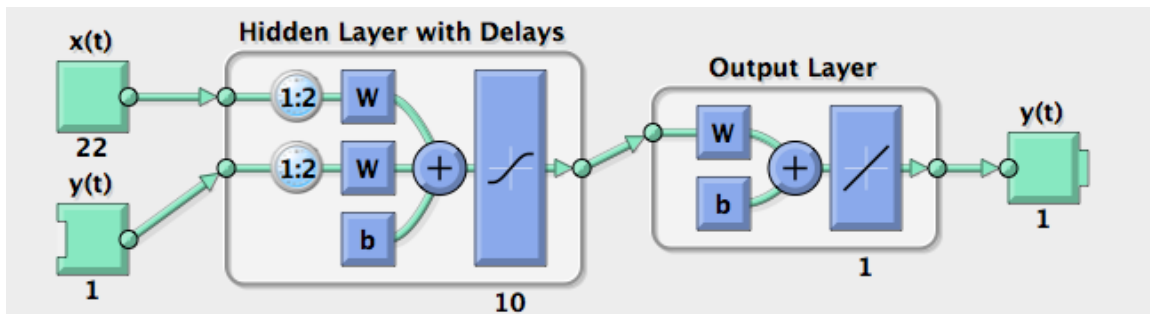 x(t)
22
y(t)
1
Hidden Layer with Delays
1:2
W
1:2
W
+
b
10
Output Layer
W
+
b
1
y(t)
1